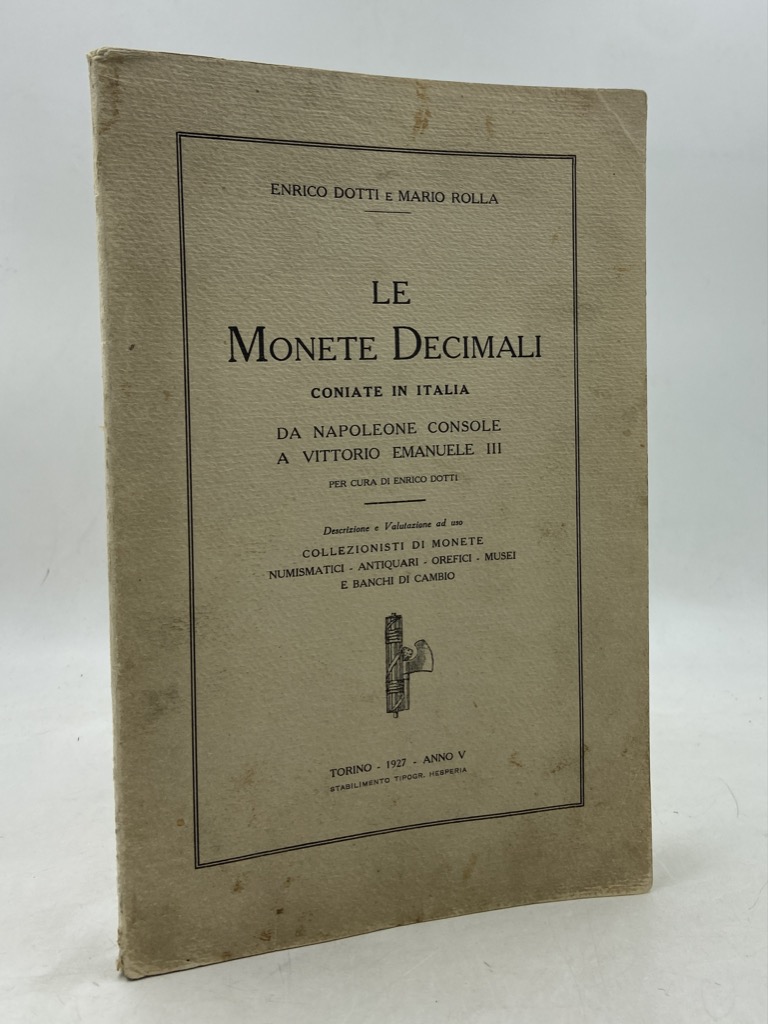 ENRICO DOTTI E MARIO ROLLA
LE
MONETE DECIMALI
CONIATE IN ITALIA
DA NAPOLEONE CONSOLE
A VITTORIO EMANUELE III
PER CURA DI ENRICO DOTTI
Descrizione e Valutazione ad uso
COLLEZIONISTI DI MONETE
NUMISMATICI - ANTIQUARI - OREFICI - MUSEI
E BANCHI DI CAMBIO
TORINO - 1927 - ANNO V
STABILIMENTO TIPOGR. HESPERIA